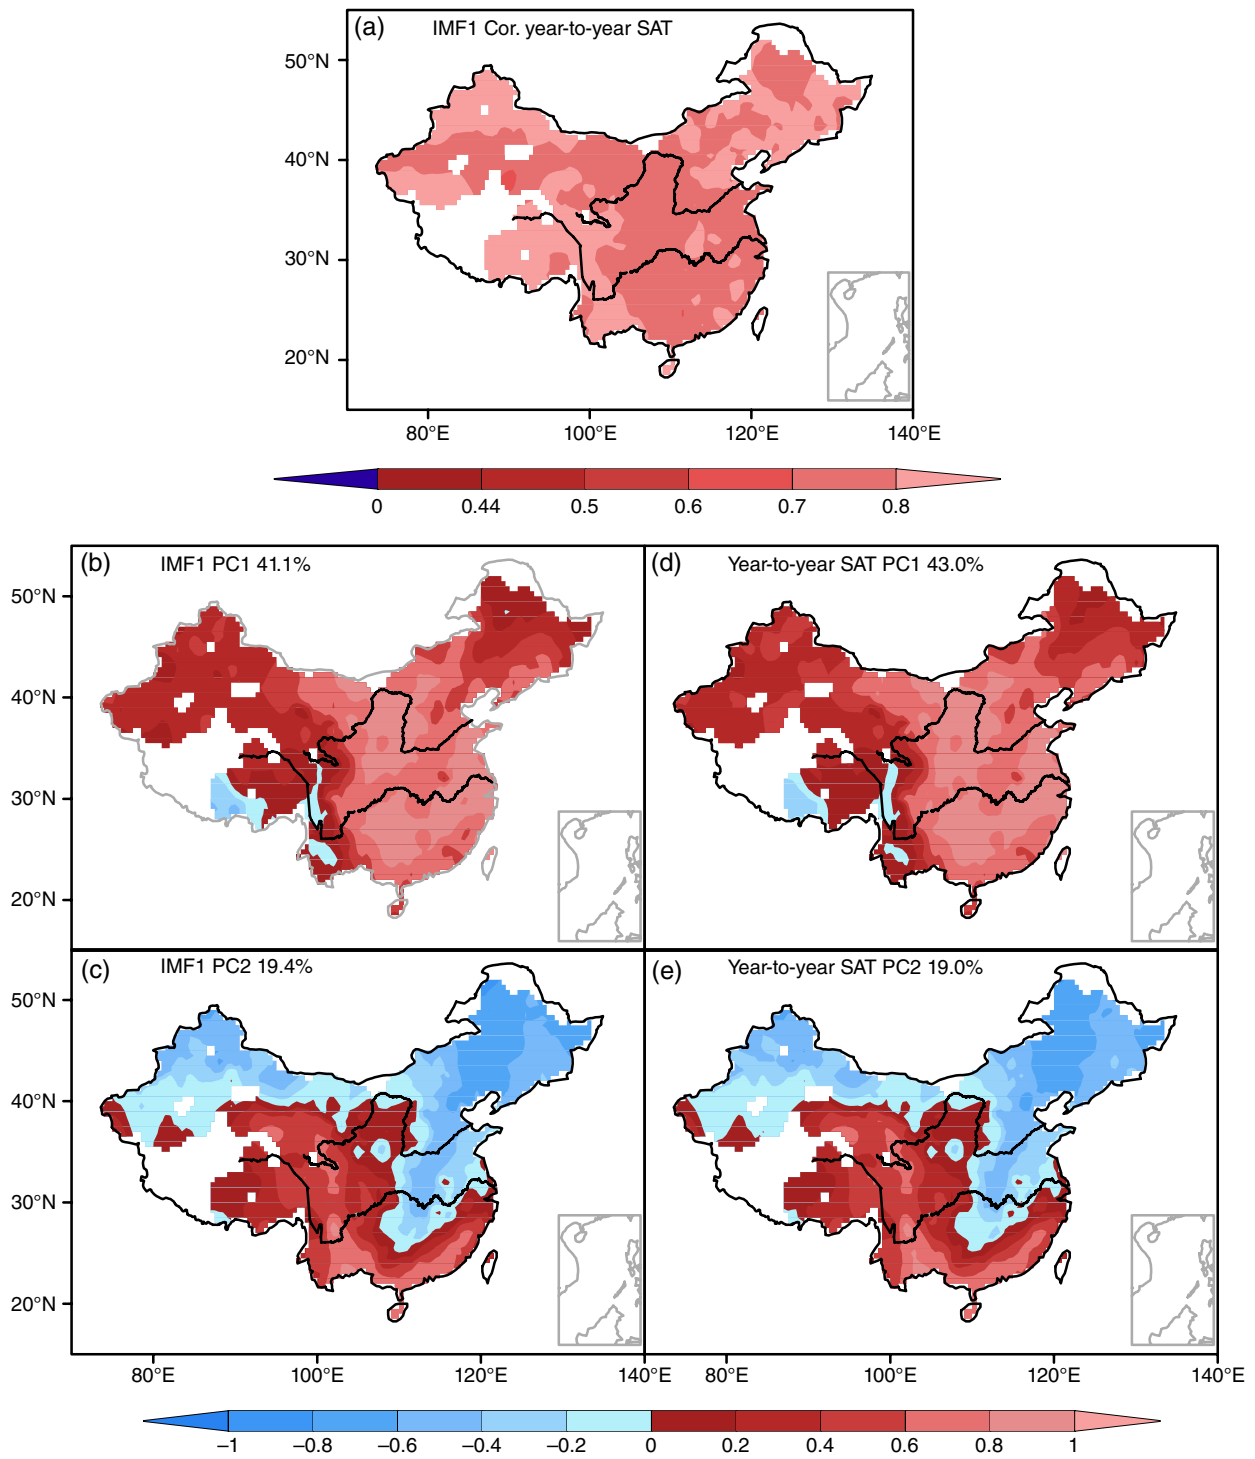 (a) IMF1 Cor. year-to-year SAT
50°N
40°N
30°N
20°N
80°E 100°E 120°E 140°E
0 0.44 0.5 0.6 0.7 0.8
(b) IMF1 PC1 41.1%
(d) Year-to-year SAT PC1 43.0%
50°N
40°N
30°N
20°N
(c) IMF1 PC2 19.4%
(e) Year-to-year SAT PC2 19.0%
50°N
40°N
30°N
20°N
80°E 100°E 120°E 140°E 80°E 100°E 120°E 140°E
−1 −0.8 −0.6 −0.4 −0.2 0 0.2 0.4 0.6 0.8 1